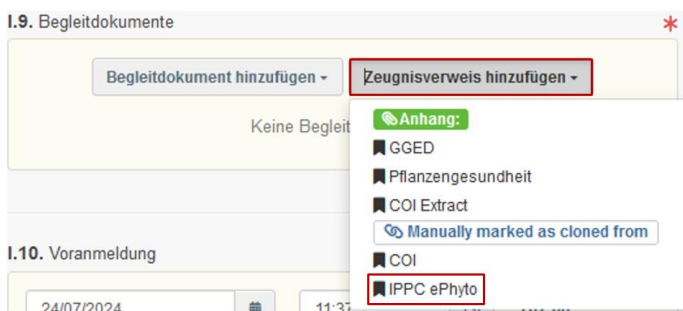 I.9. Begleitdokumente *
Begleitdokument hinzufügen Zeugnisverweis hinzufügen
Keine Begleit
Anhang:
GGED
Pflanzengesundheit
COI Extract
Manually marked as cloned from
I.10. Voranmeldung
COI
IPPC ePhyto
24/07/2024 11:37